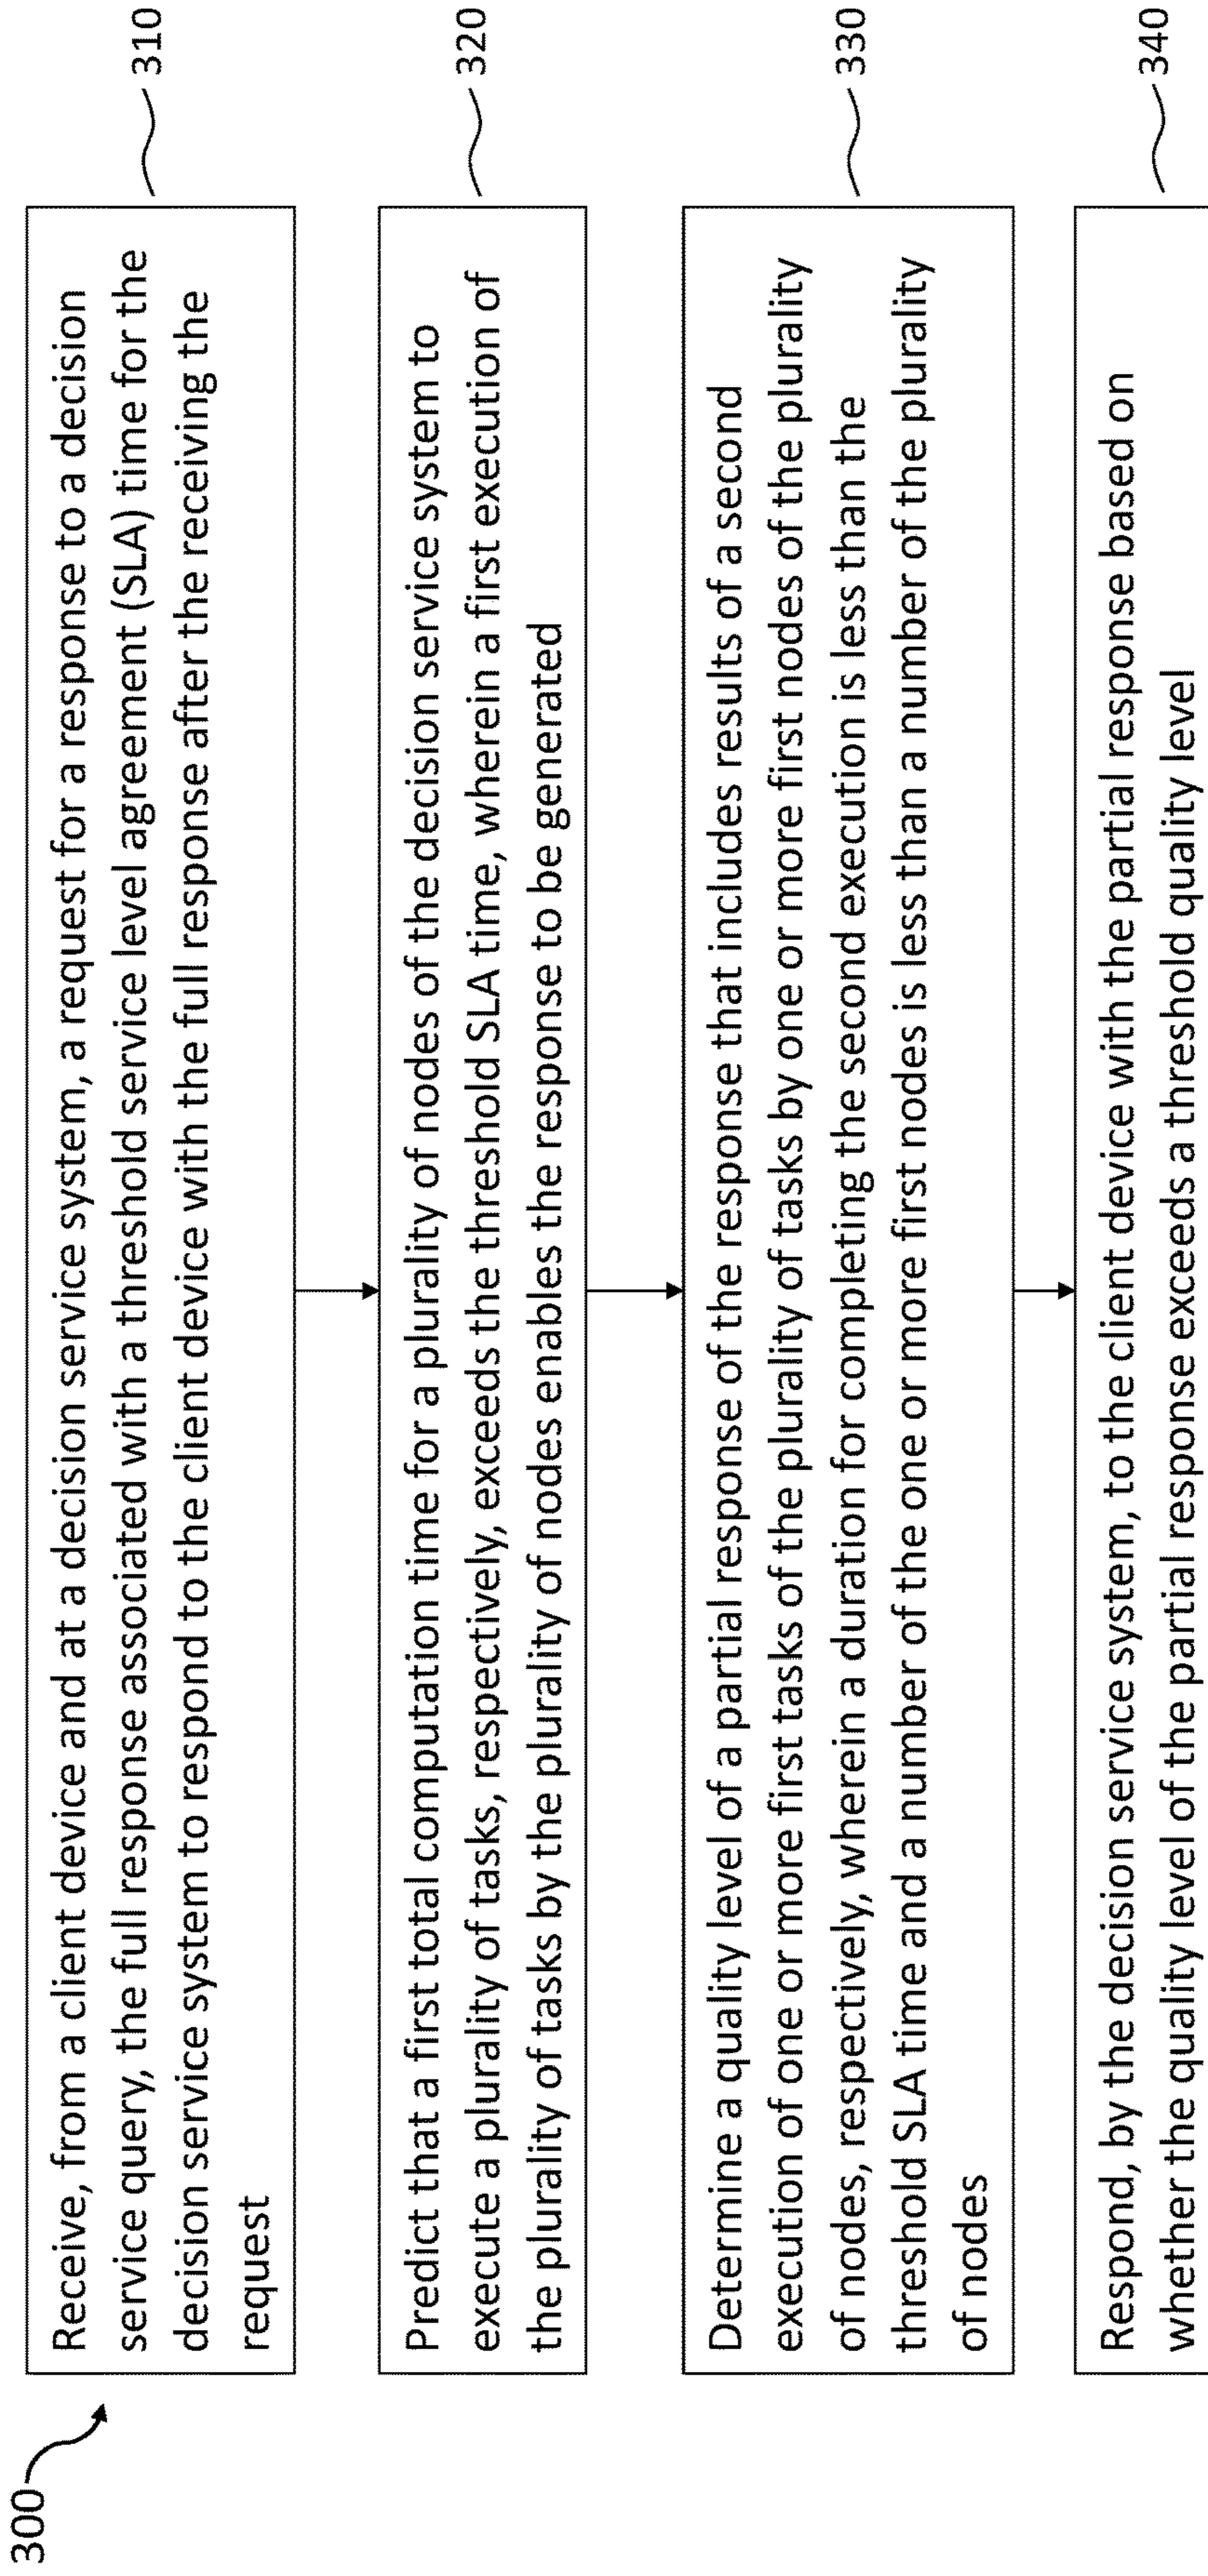 300
Receive, from a client device and at a decision service system, a request for a response to a decision
service query, the full response associated with a threshold service level agreement (SLA) time for the
decision service system to respond to the client device with the full response after the receiving the
request
310
Predict that a first total computation time for a plurality of nodes of the decision service system to
execute a plurality of tasks, respectively, exceeds the threshold SLA time, wherein a first execution of
the plurality of tasks by the plurality of nodes enables the response to be generated
320
Determine a quality level of a partial response of the response that includes results of a second
execution of one or more first tasks of the plurality of tasks by one or more first nodes of the plurality
of nodes, respectively, wherein a duration for completing the second execution is less than the
threshold SLA time and a number of the one or more first nodes is less than a number of the plurality
of nodes
330
Respond, by the decision service system, to the client device with the partial response based on
whether the quality level of the partial response exceeds a threshold quality level
340